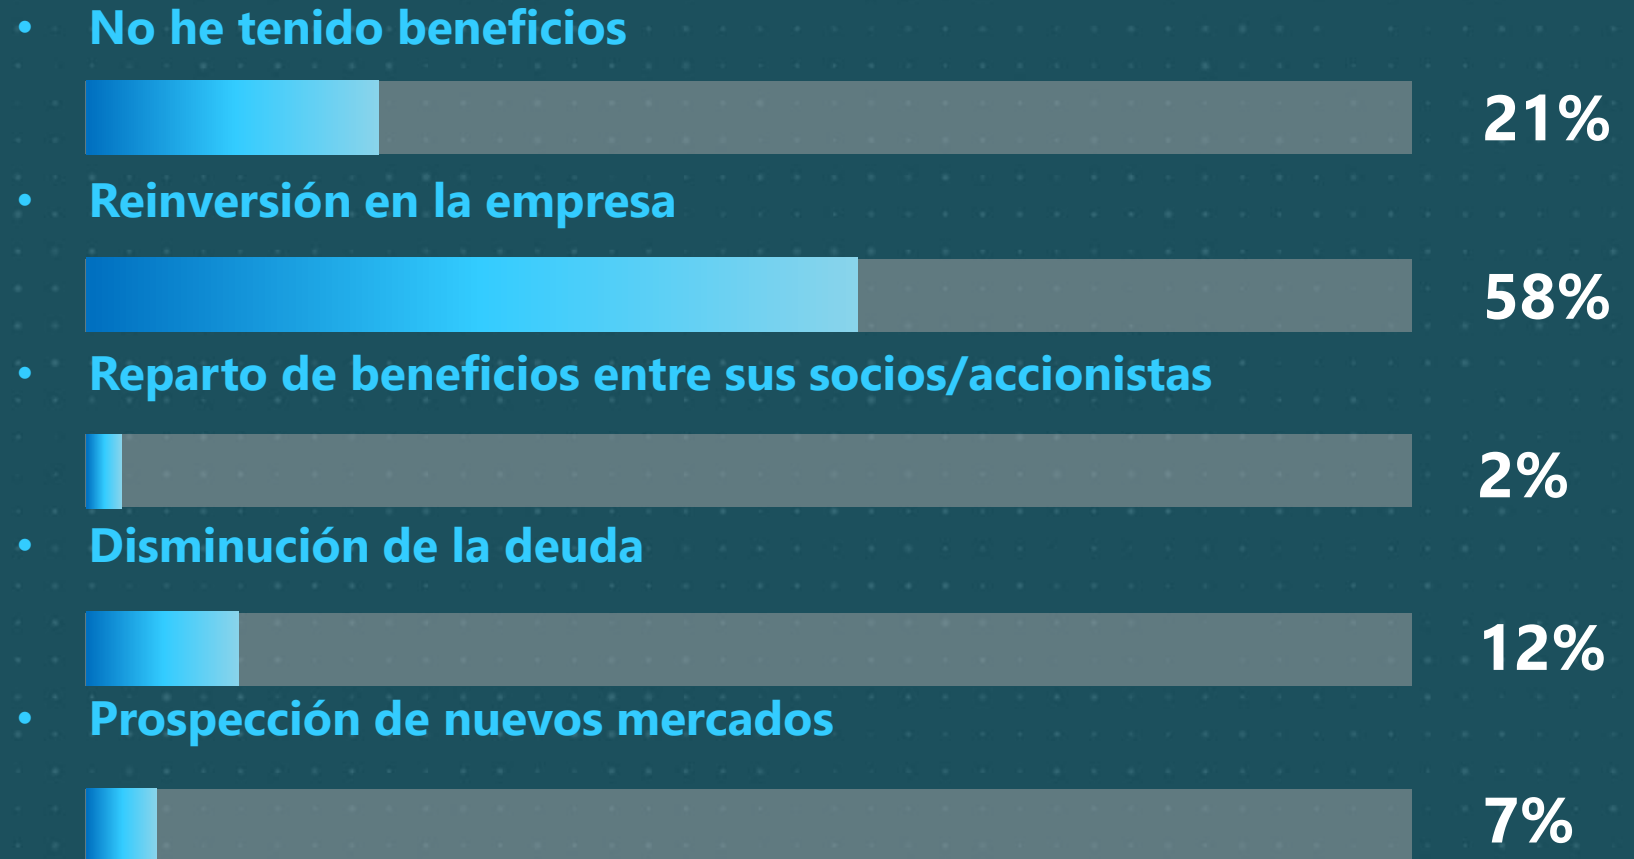 • No he tenido beneficios
21%
• Reinversión en la empresa
58%
• Reparto de beneficios entre sus socios/accionistas
2%
• Disminución de la deuda
12%
• Prospección de nuevos mercados
7%